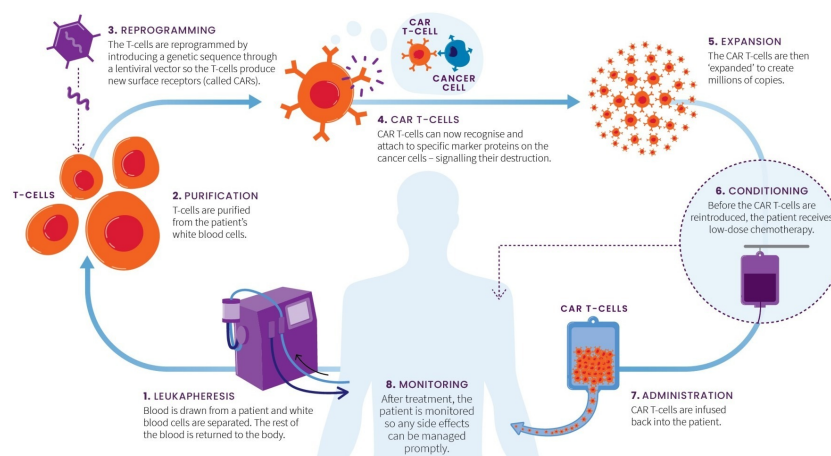 3. REPROGRAMMING
The T-cells are reprogrammed by
introducing a genetic sequence through
a lentiviral vector so the T-cells produce
new surface receptors (called CARs).
CAR
T-CELL
CANCER
CELL
4. CAR T-CELLS
CAR T-cells can now recognise and
attach to specific marker proteins on the
cancer cells – signalling their destruction.
5. EXPANSION
The CAR T-cells are then
'expanded' to create
millions of copies.
T-CELLS
2. PURIFICATION
T-cells are purified
from the patient's
white blood cells.
6. CONDITIONING
Before the CAR T-cells are
reintroduced, the patient receives
low-dose chemotherapy.
1. LEUKAPHERESIS
Blood is drawn from a patient and white
blood cells are separated. The rest of
the blood is returned to the body.
8. MONITORING
After treatment, the
patient is monitored
so any side effects
can be managed
promptly.
CAR T-CELLS
7. ADMINISTRATION
CAR T-cells are infused
back into the patient.